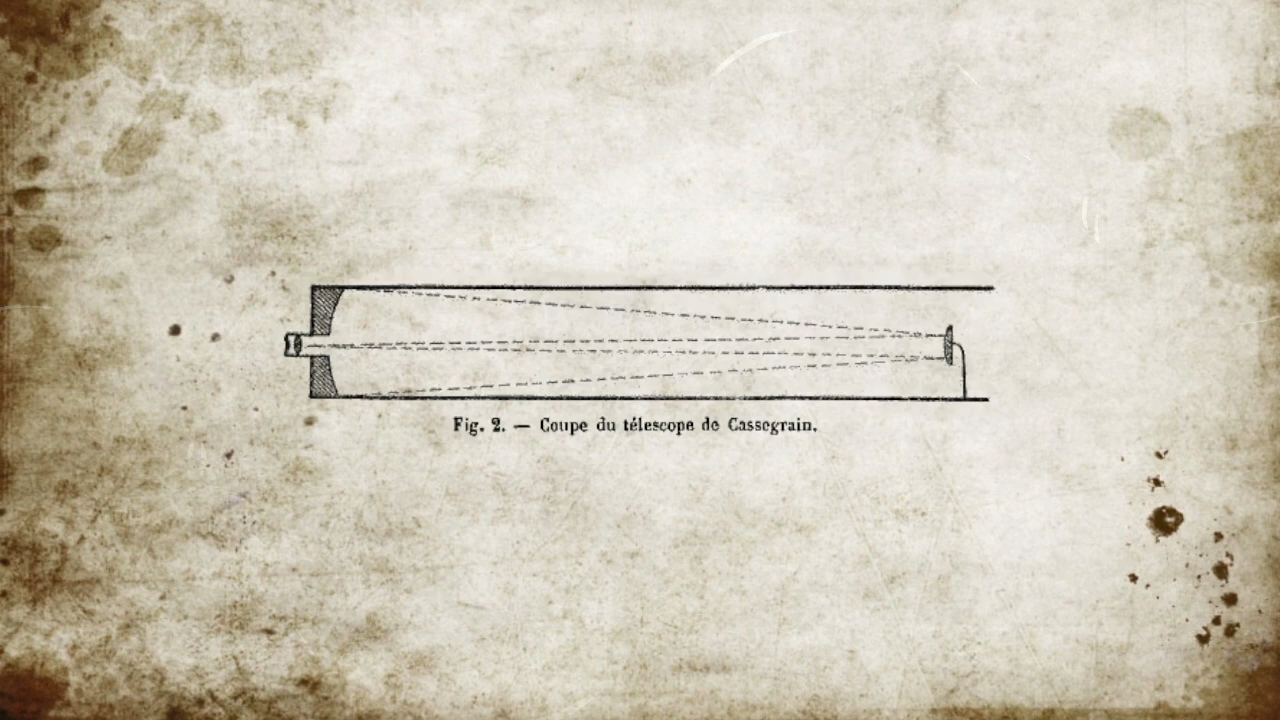 Fig. 2. — Coupe du télescope de Cassegrain.